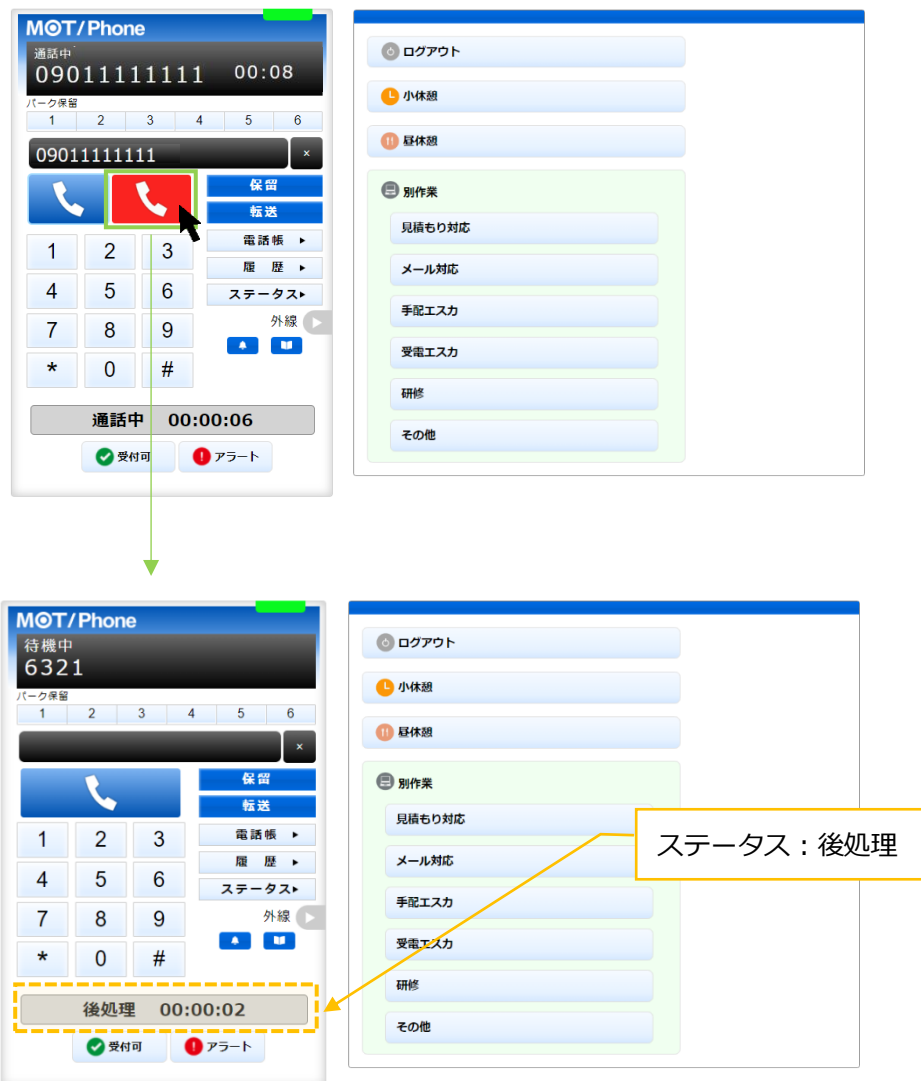 MOT/Phone
通話中
09011111111 00:08
パーク保留
1 2 3 4 5 6
09011111111 ×
保留
転送
電話帳
履 歴
ステータス
外線
1 2 3
4 5 6
7 8 9
* 0 #
通話中 00:00:06
受付可 アラート
ログアウト
小休憩
昼休憩
別作業
見積もり対応
メール対応
手配エスカ
受電エスカ
研修
その他
MOT/Phone
待機中
6321
パーク保留
1 2 3 4 5 6
×
保留
転送
電話帳
履 歴
ステータス
外線
1 2 3
4 5 6
7 8 9
* 0 #
後処理 00:00:02
受付可 アラート
ログアウト
小休憩
昼休憩
別作業
見積もり対応
メール対応
手配エスカ
受電エスカ
研修
その他
ステータス：後処理